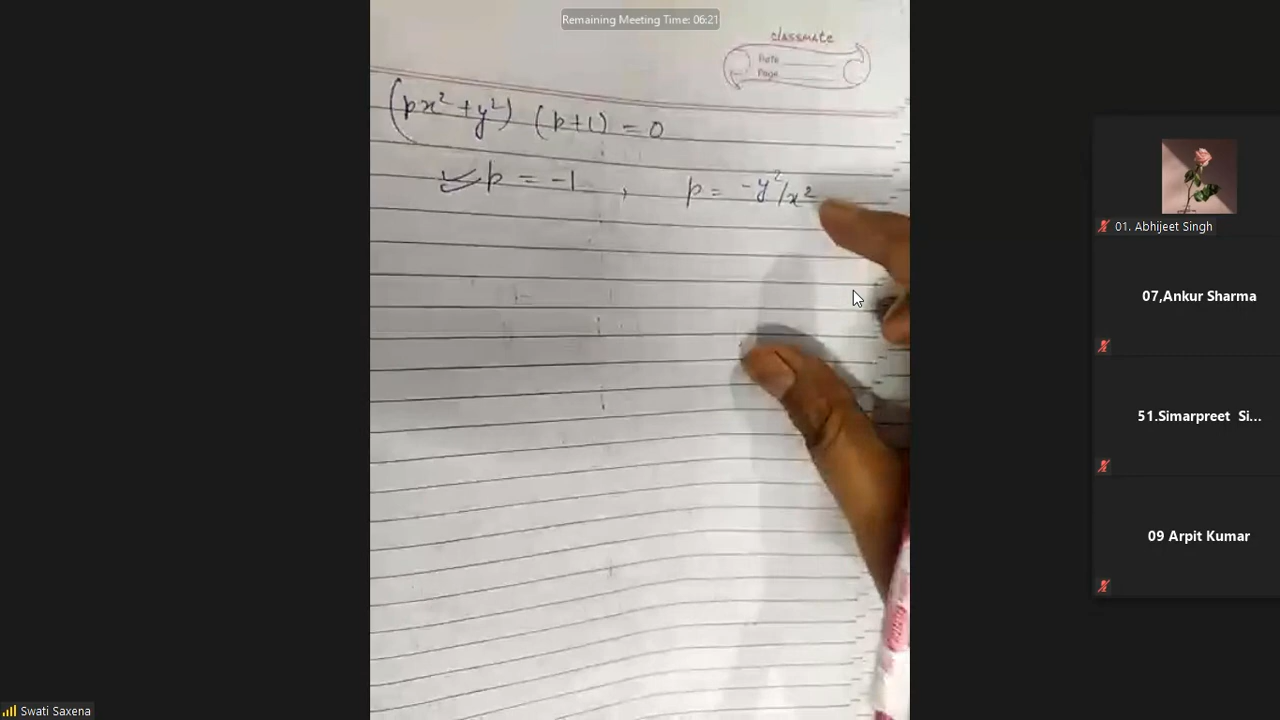 Remaining Meeting Time: 06:21
classmate
Date
Page
(px² + y²) (p+1) = 0
p = -1 , p = -y²/x²
01. Abhijeet Singh
07,Ankur Sharma
51.Simarpreet Si...
09 Arpit Kumar
Swati Saxena